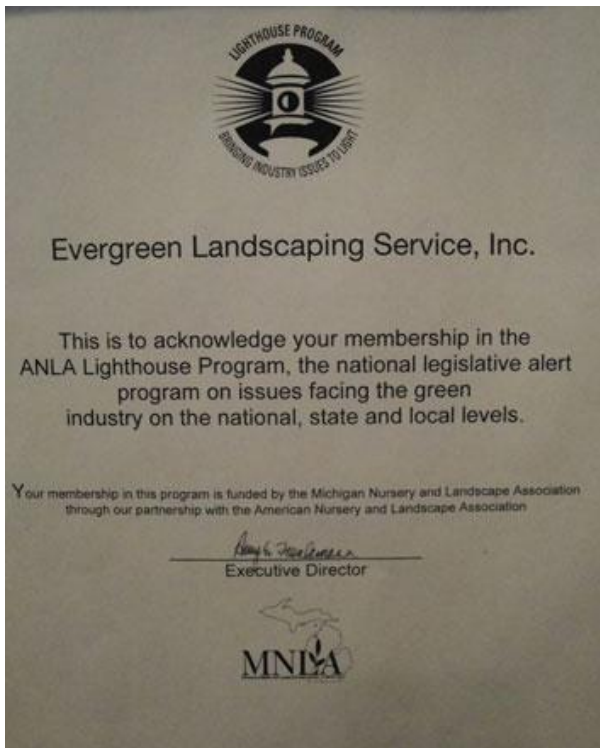 LIGHTHOUSE PROGRAM
BRINGING INDUSTRY ISSUES TO LIGHT
Evergreen Landscaping Service, Inc.
This is to acknowledge your membership in the
ANLA Lighthouse Program, the national legislative alert
program on issues facing the green
industry on the national, state and local levels.
Your membership in this program is funded by the Michigan Nursery and Landscape Association
through our partnership with the American Nursery and Landscape Association
Executive Director
MNLA